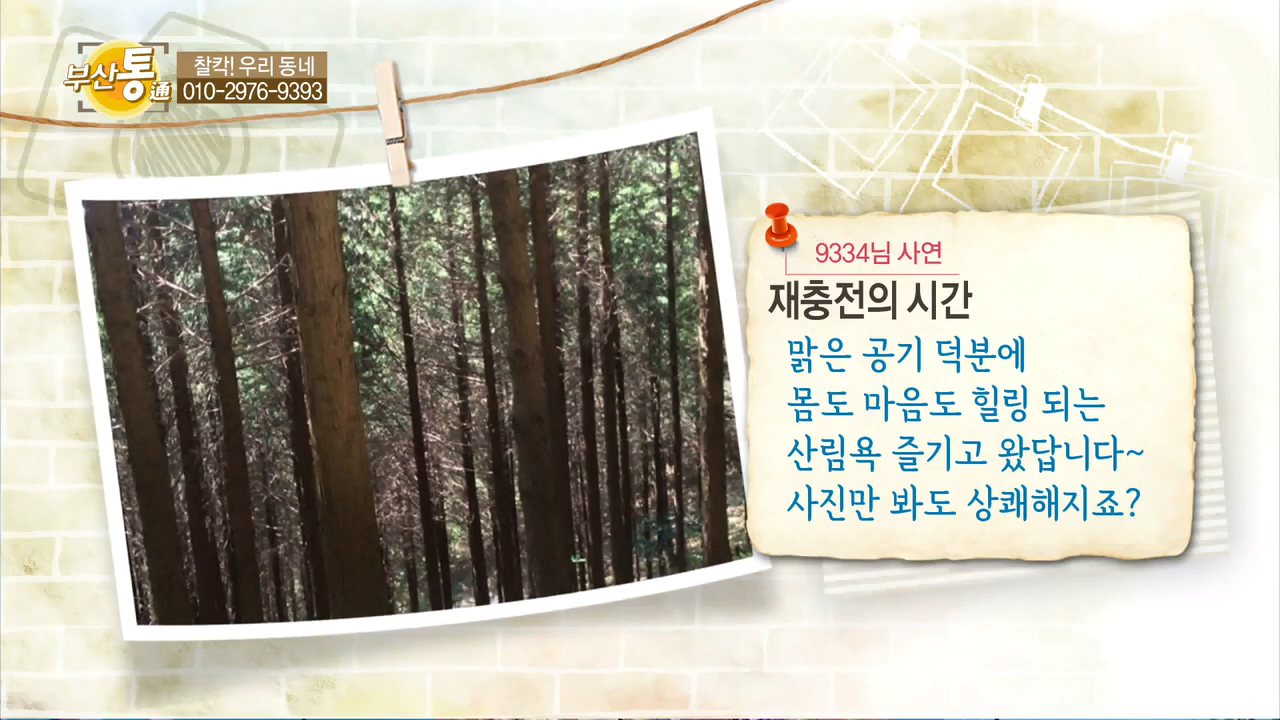 부산통通
찰칵! 우리 동네
010-2976-9393
9334님 사연
재충전의 시간
맑은 공기 덕분에
몸도 마음도 힐링 되는
산림욕 즐기고 왔답니다~
사진만 봐도 상쾌해지죠?